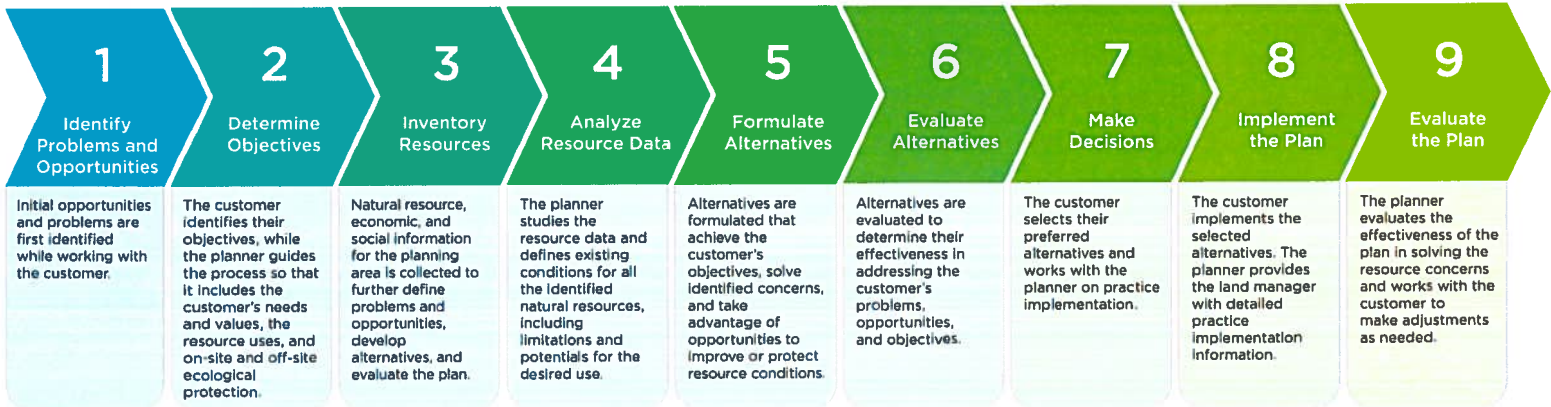 1
Identify
Problems and
Opportunities
Initial opportunities
and problems are
first identified
while working with
the customer.
2
Determine
Objectives
The customer
identifies their
objectives, while
the planner guides
the process so that
it includes the
customer's needs
and values, the
resource uses, and
on-site and off-site
ecological
protection.
3
Inventory
Resources
Natural resource,
economic, and
social information
for the planning
area is collected to
further define
problems and
opportunities,
develop
alternatives, and
evaluate the plan.
4
Analyze
Resource Data
The planner
studies the
resource data and
defines existing
conditions for all
the identified
natural resources,
including
limitations and
potentials for the
desired use.
5
Formulate
Alternatives
Alternatives are
formulated that
achieve the
customer's
objectives, solve
identified concerns,
and take
advantage of
opportunities to
improve or protect
resource conditions.
6
Evaluate
Alternatives
Alternatives are
evaluated to
determine their
effectiveness in
addressing the
customer's
problems,
opportunities,
and objectives.
7
Make
Decisions
The customer
selects their
preferred
alternatives and
works with the
planner on practice
implementation.
8
Implement
the Plan
The customer
implements the
selected
alternatives. The
planner provides
the land manager
with detailed
practice
implementation
information.
9
Evaluate
the Plan
The planner
evaluates the
effectiveness of the
plan in solving the
resource concerns
and works with the
customer to
make adjustments
as needed.